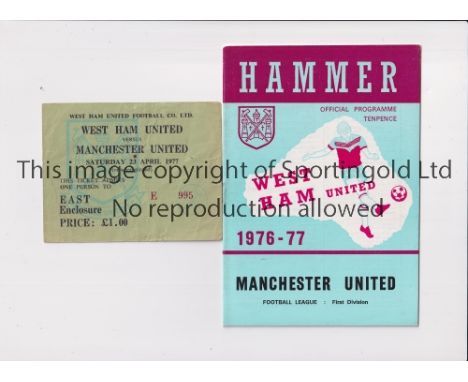 WEST HAM UNITED FOOTBALL CO. LTD.
WEST HAM UNITED
VERSUS
MANCHESTER UNITED
SATURDAY 23 APRIL 1977
THIS TICKET ADMITS
ONE PERSON TO
EAST E 995
Enclosure
PRICE: £1.00
HAMMER
OFFICIAL PROGRAMME
TENPENCE
WEST
HAM UNITED
1976-77
MANCHESTER UNITED
FOOTBALL LEAGUE : First Division
This image copyright of Sportingold Ltd
No reproduction allowed